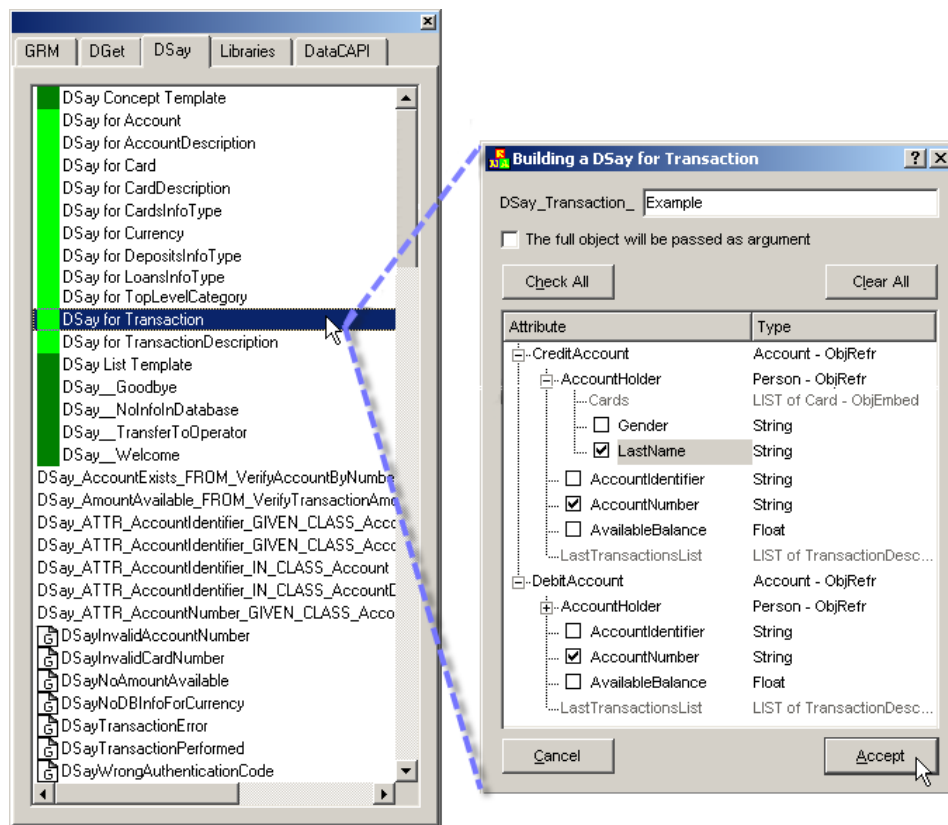 GRM DGet DSay Libraries DataCAPI
DSay Concept Template
DSay for Account
DSay for AccountDescription
DSay for Card
DSay for CardDescription
DSay for CardsInfoType
DSay for Currency
DSay for DepositsInfoType
DSay for LoansInfoType
DSay for TopLevelCategory
DSay for Transaction
DSay for TransactionDescription
DSay List Template
DSay__Goodbye
DSay__NoInfoInDatabase
DSay__TransferToOperator
DSay__Welcome
DSay_AccountExists_FROM_VerifyAccountByNumbe
DSay_AmountAvailable_FROM_VerifyTransactionAmo
DSay_ATTR_AccountIdentifier_GIVEN_CLASS_Acco
DSay_ATTR_AccountIdentifier_GIVEN_CLASS_Acco
DSay_ATTR_AccountIdentifier_IN_CLASS_Account
DSay_ATTR_AccountIdentifier_IN_CLASS_AccountD
DSay_ATTR_AccountNumber_GIVEN_CLASS_Acco
DSayInvalidAccountNumber
DSayInvalidCardNumber
DSayNoAmountAvailable
DSayNoDBInfoForCurrency
DSayTransactionError
DSayTransactionPerformed
DSayWrongAuthenticationCode
Building a DSay for Transaction
DSay_Transaction_ Example
The full object will be passed as argument
Check All Clear All
Attribute Type
CreditAccount Account - ObjRefr
AccountHolder Person - ObjRefr
Cards LIST of Card - ObjEmbed
Gender String
LastName String
AccountIdentifier String
AccountNumber String
AvailableBalance Float
LastTransactionsList LIST of TransactionDesc...
DebitAccount Account - ObjRefr
AccountHolder Person - ObjRefr
AccountIdentifier String
AccountNumber String
AvailableBalance Float
LastTransactionsList LIST of TransactionDesc...
Cancel Accept